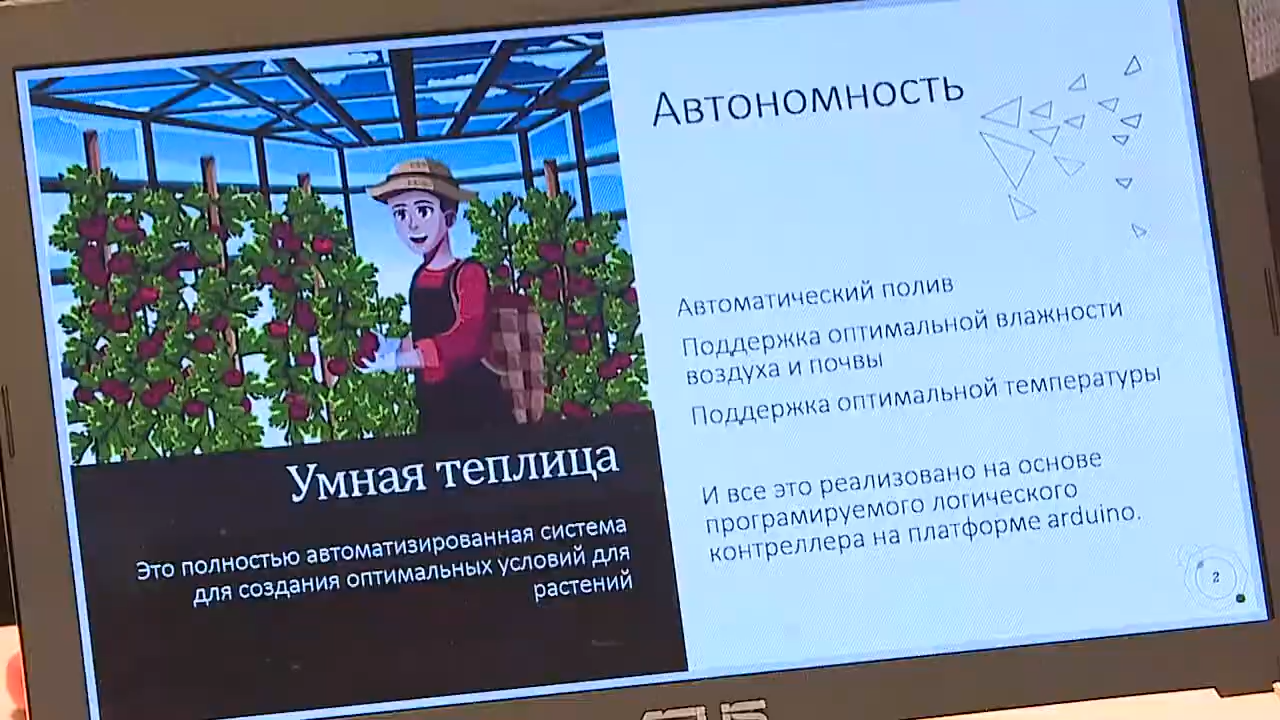 Умная теплица
Это полностью автоматизированная система
для создания оптимальных условий для
растений
Автономность
Автоматический полив
Поддержка оптимальной влажности
воздуха и почвы
Поддержка оптимальной температуры
И все это реализовано на основе
програмируемого логического
контреллера на платформе arduino.
2
ASUS